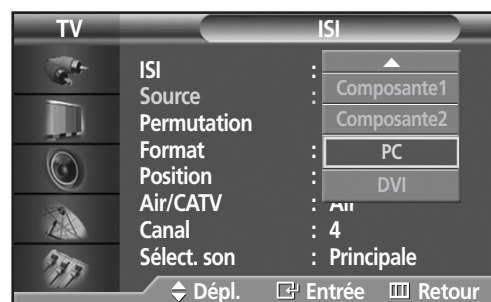 TV ISI
ISI :
Source :
Permutation
Format :
Position :
Air/CATV : Air
Canal : 4
Sélect. son : Principale
Composante1
Composante2
PC
DVI
Dépl. Entrée Retour